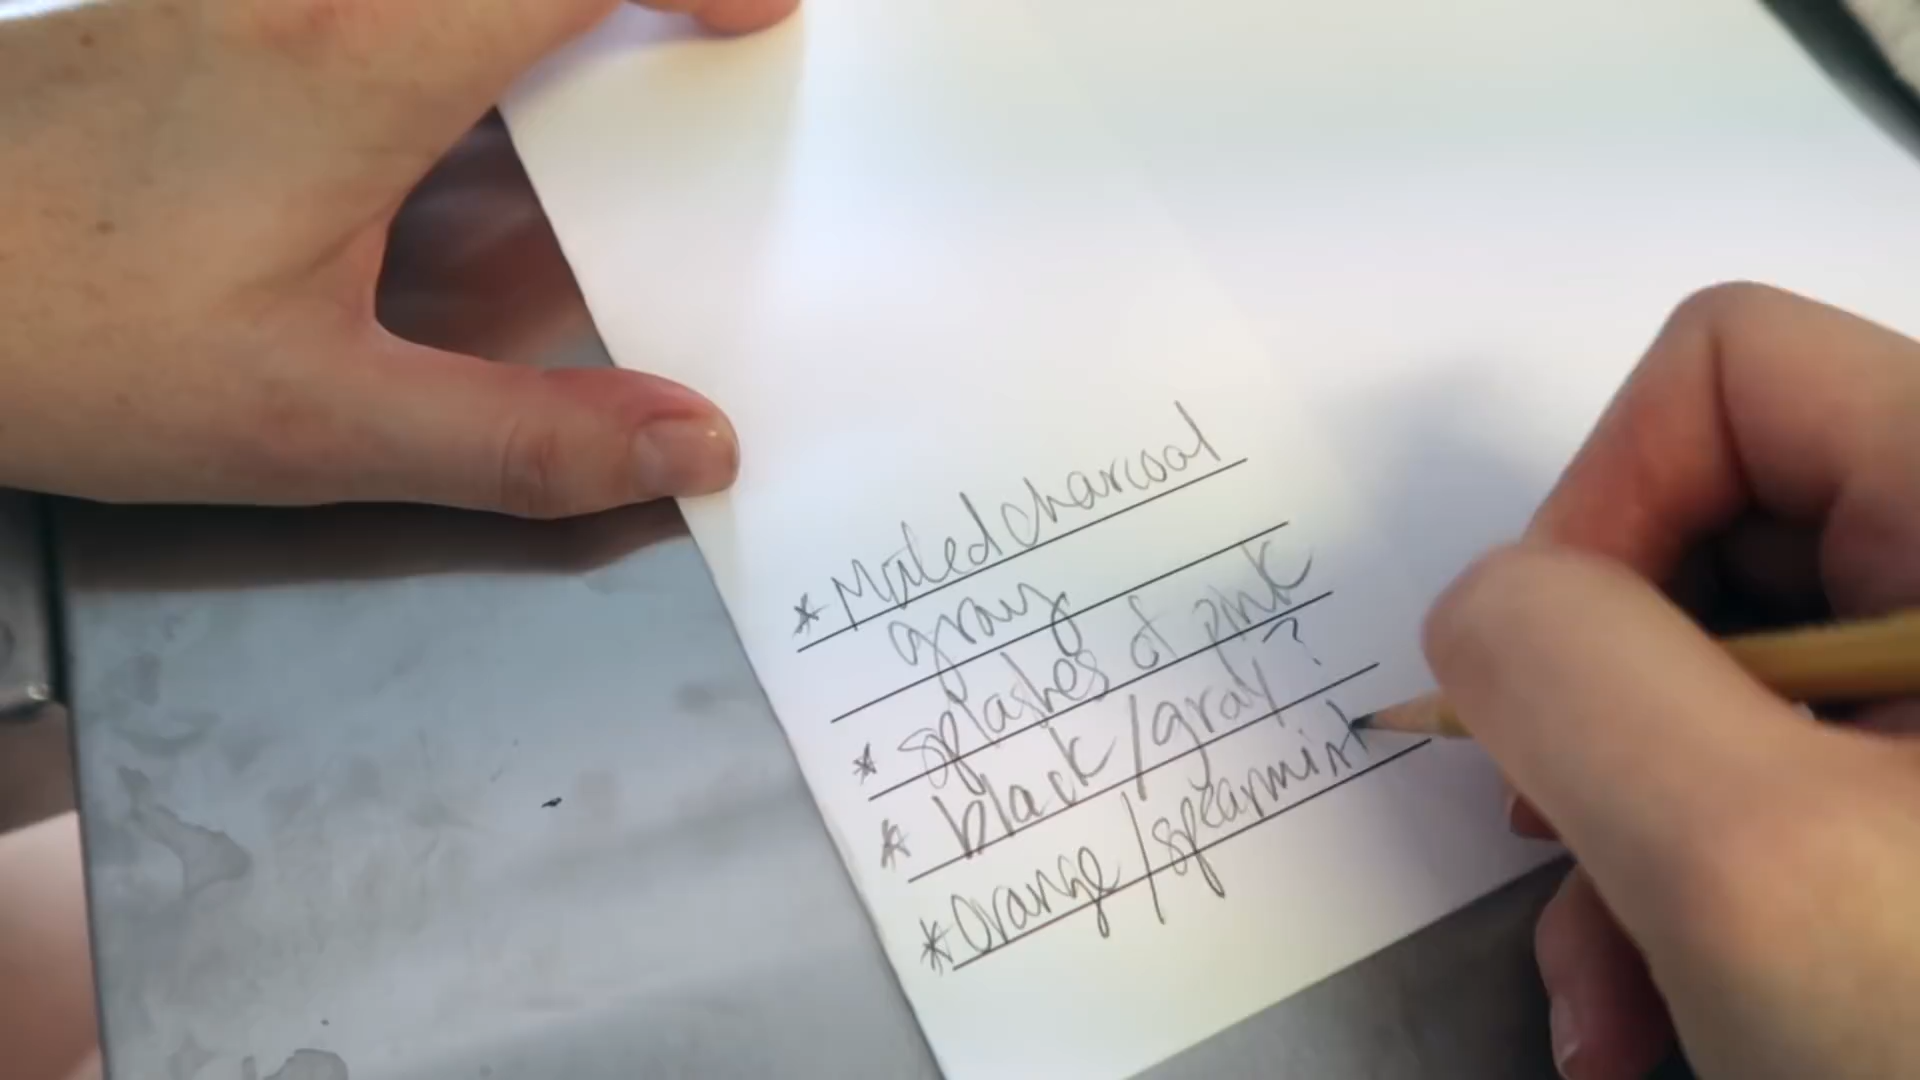 * Muted charcoal
gray
* splashes of pink
* black/gray?
* Orange/spearmint